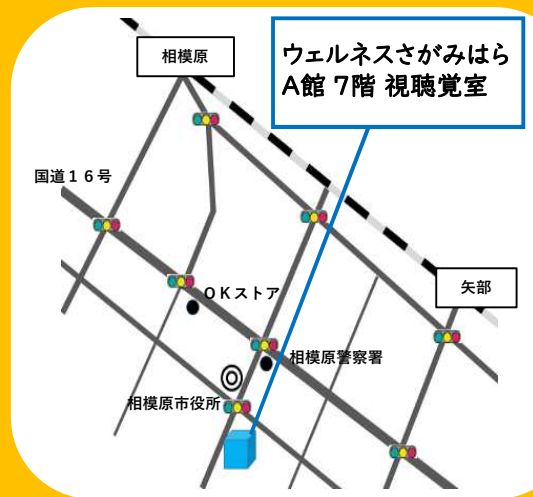 相模原
ウェルネスさがみはら
A館 7階 視聴覚室
国道１６号
ＯＫストア
矢部
相模原警察署
相模原市役所